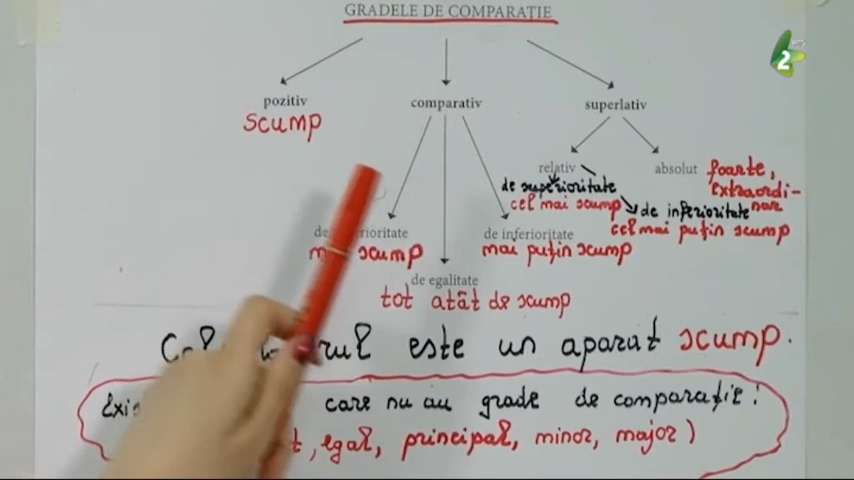 GRADELE DE COMPARAȚIE
2
pozitiv
comparativ
superlativ
scump
relativ
absolut foarte,
extraordi-
nar
de superioritate
cel mai scump
de inferioritate
cel mai puțin scump
mai scump
de inferioritate
mai puțin scump
de egalitate
tot atât de scump
este un aparat scump.
care nu au grade de comparație:
egal, principal, minor, major)